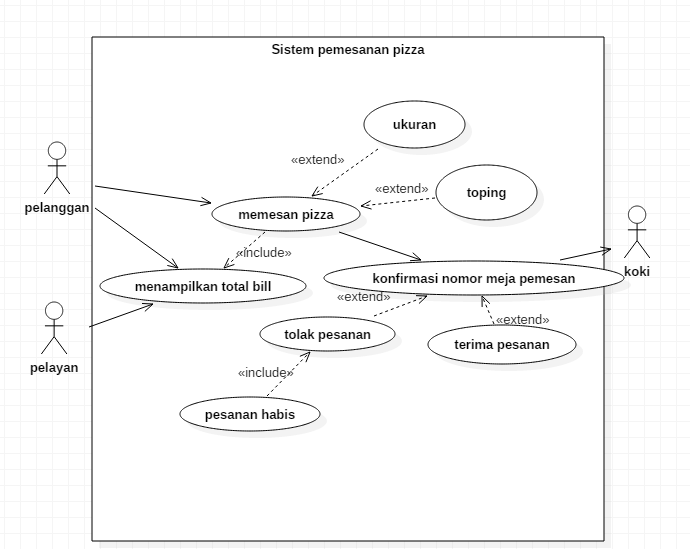 Sistem pemesanan pizza
ukuran
«extend»
«extend»
toping
pelanggan
memesan pizza
«include»
koki
menampilkan total bill
konfirmasi nomor meja pemesan
«extend»
«extend»
tolak pesanan
terima pesanan
pelayan
«include»
pesanan habis